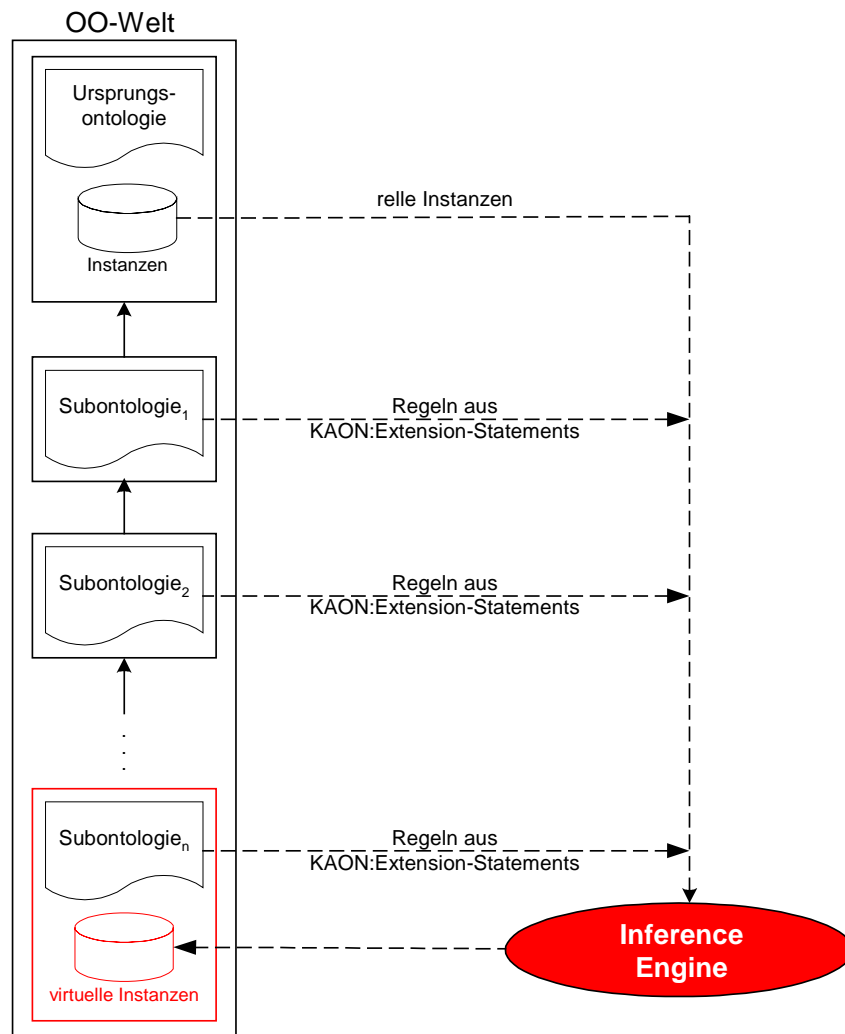 OO-Welt
Ursprungs-
ontologie
relle Instanzen
Instanzen
Subontologie1
Regeln aus
KAON:Extension-Statements
Subontologie2
Regeln aus
KAON:Extension-Statements
. . .
Subontologien
Regeln aus
KAON:Extension-Statements
Inference
Engine
virtuelle Instanzen